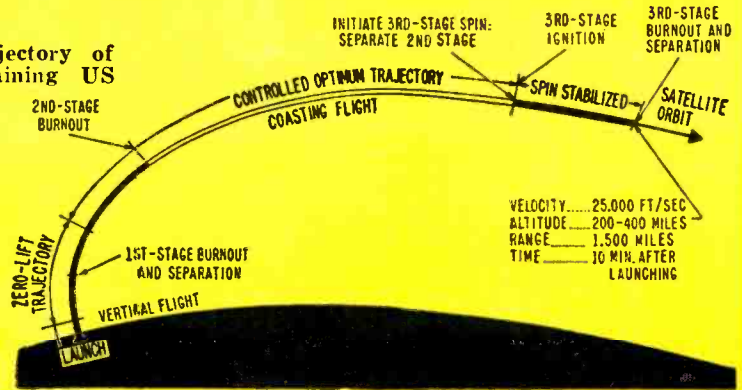 jectory of
aining US
INITIATE 3RD-STAGE SPIN:
SEPARATE 2ND STAGE
3RD-STAGE
IGNITION
3RD-STAGE
BURNOUT AND
SEPARATION
2ND-STAGE
BURNOUT
CONTROLLED OPTIMUM TRAJECTORY
COASTING FLIGHT
SPIN STABILIZED
SATELLITE
ORBIT
VELOCITY..... 25,000 FT/SEC
ALTITUDE..... 200-400 MILES
RANGE_____ 1,500 MILES
TIME_____ 10 MIN. AFTER
LAUNCHING
ZERO-LIFT
TRAJECTORY
1ST-STAGE BURNOUT
AND SEPARATION
VERTICAL FLIGHT
LAUNCH